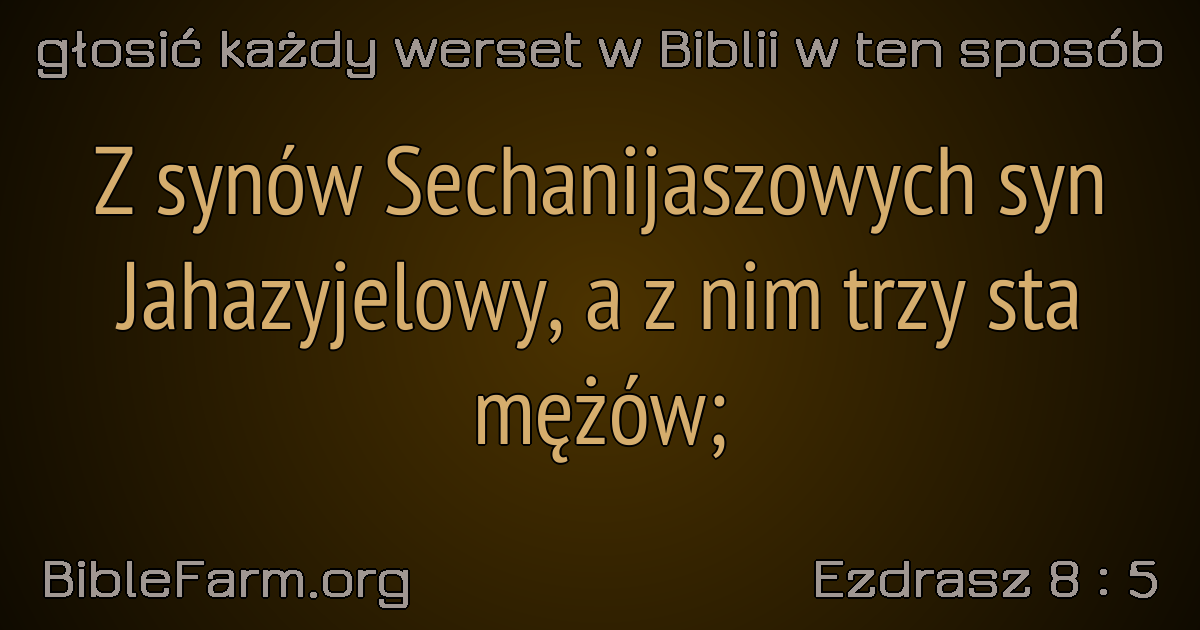 głosić każdy werset w Biblii w ten sposób
Z synów Sechanijaszowych syn
Jahazyjelowy, a z nim trzy sta
mężów;
BibleFarm.org
Ezdrasz 8 : 5